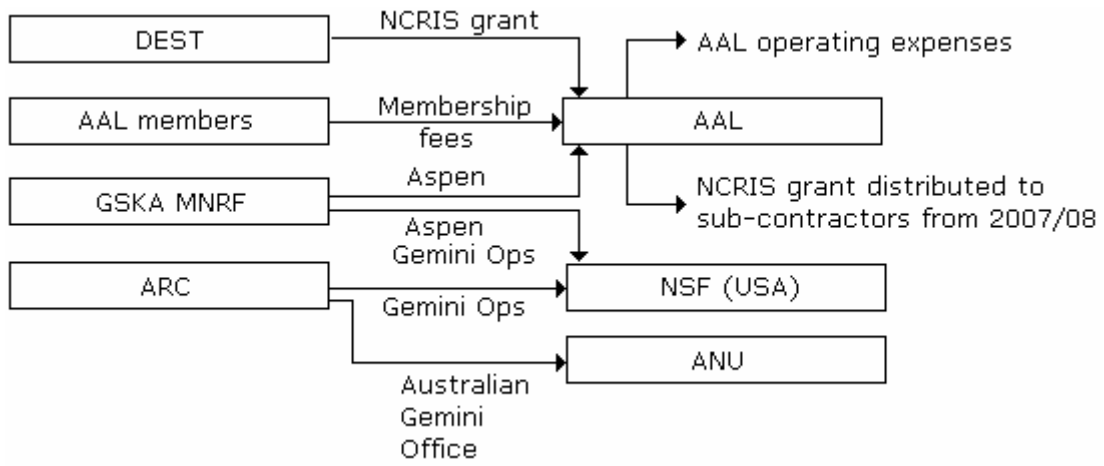 NCRIS grant
DEST
AAL operating expenses
AAL members
Membership
fees
AAL
GSKA MNRF
Aspen
NCRIS grant distributed to
sub-contractors from 2007/08
Aspen
Gemini Ops
ARC
NSF (USA)
Gemini Ops
ANU
Australian
Gemini
Office